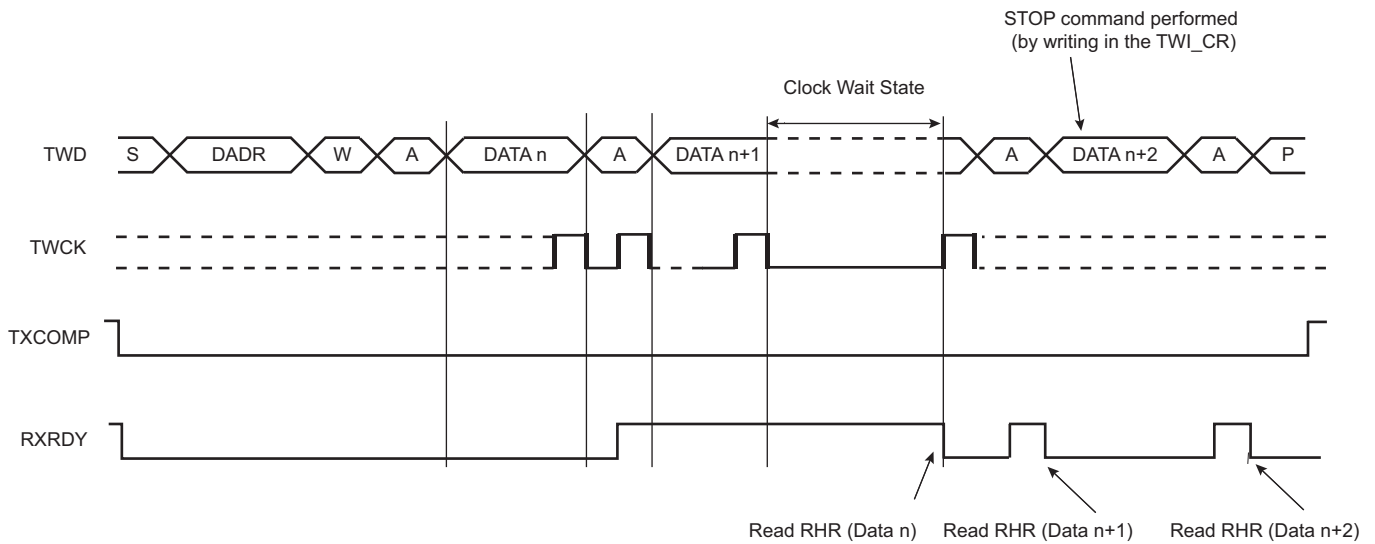 STOP command performed
(by writing in the TWI_CR)
Clock Wait State
TWD S DADR W A DATA n A DATA n+1 A DATA n+2 A P
TWCK
TXCOMP
RXRDY
Read RHR (Data n) Read RHR (Data n+1) Read RHR (Data n+2)